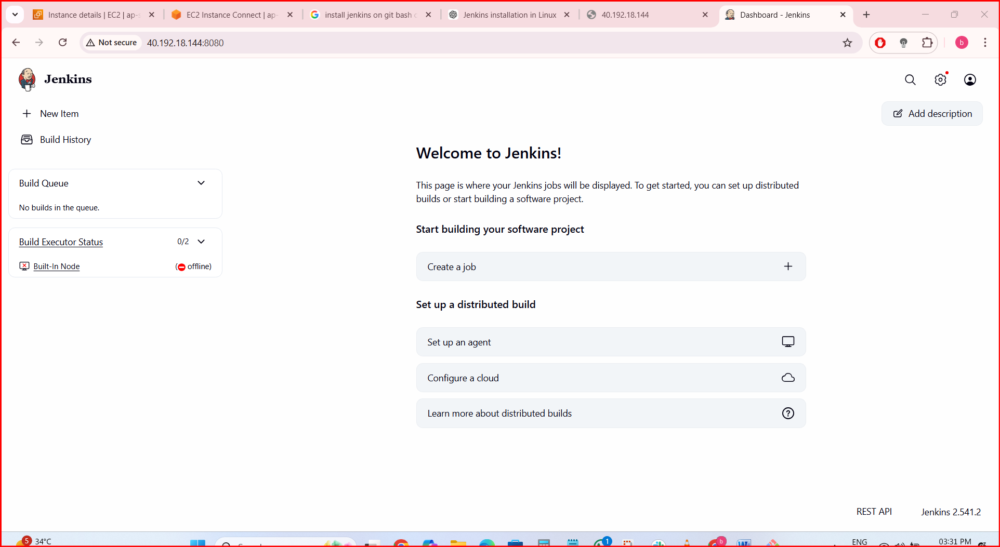 Instance details | EC2 | ap-s
EC2 Instance Connect | ap-
install jenkins on git bash c
Jenkins installation in Linux
40.192.18.144
Dashboard - Jenkins
Not secure
40.192.18.144:8080
b
Jenkins
New Item
Add description
Build History
Welcome to Jenkins!
Build Queue
This page is where your Jenkins jobs will be displayed. To get started, you can set up distributed
builds or start building a software project.
No builds in the queue.
Start building your software project
Build Executor Status
0/2
Built-In Node
(offline)
Create a job
Set up a distributed build
Set up an agent
Configure a cloud
Learn more about distributed builds
REST API
Jenkins 2.541.2
5
34°C
1
b
W
ENG
03:31 PM